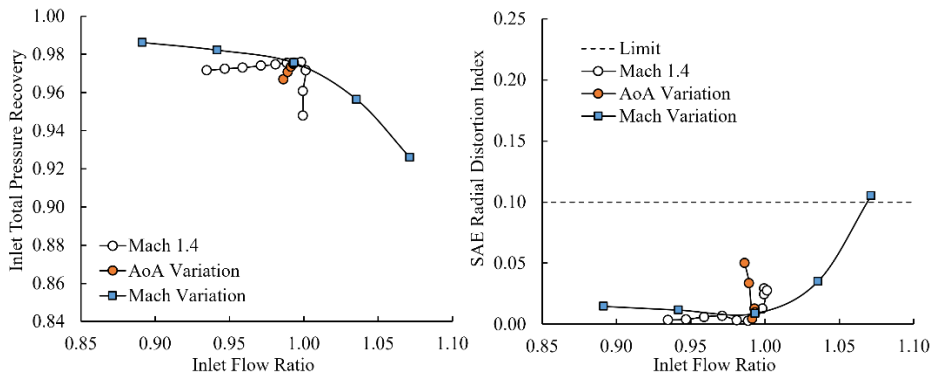 1.00
0.98
0.96
0.94
0.92
0.90
0.88
0.86
0.84
Inlet Total Pressure Recovery
Mach 1.4
AoA Variation
Mach Variation
0.85 0.90 0.95 1.00 1.05 1.10
Inlet Flow Ratio
0.25
0.20
0.15
0.10
0.05
0.00
SAE Radial Distortion Index
Limit
Mach 1.4
AoA Variation
Mach Variation
0.85 0.90 0.95 1.00 1.05 1.10
Inlet Flow Ratio